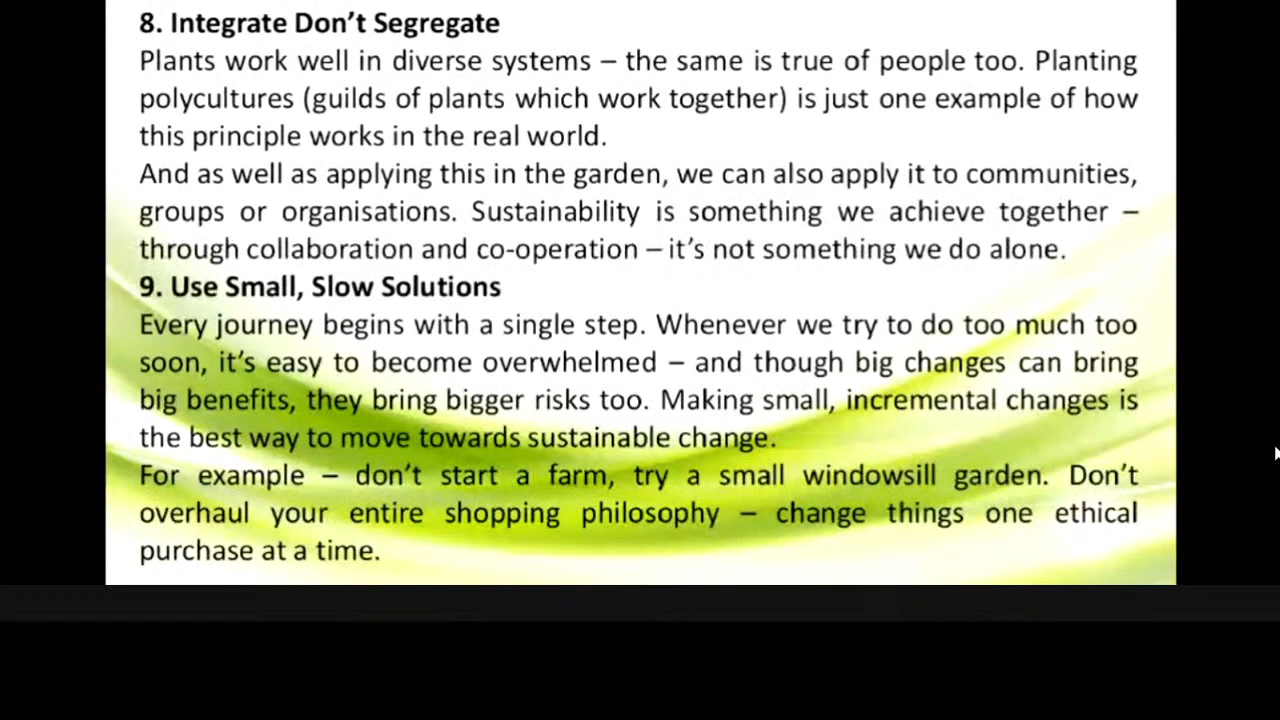 8. Integrate Don’t Segregate
Plants work well in diverse systems – the same is true of people too. Planting
polycultures (guilds of plants which work together) is just one example of how
this principle works in the real world.
And as well as applying this in the garden, we can also apply it to communities,
groups or organisations. Sustainability is something we achieve together –
through collaboration and co-operation – it’s not something we do alone.
9. Use Small, Slow Solutions
Every journey begins with a single step. Whenever we try to do too much too
soon, it’s easy to become overwhelmed – and though big changes can bring
big benefits, they bring bigger risks too. Making small, incremental changes is
the best way to move towards sustainable change.
For example – don’t start a farm, try a small windowsill garden. Don’t
overhaul your entire shopping philosophy – change things one ethical
purchase at a time.